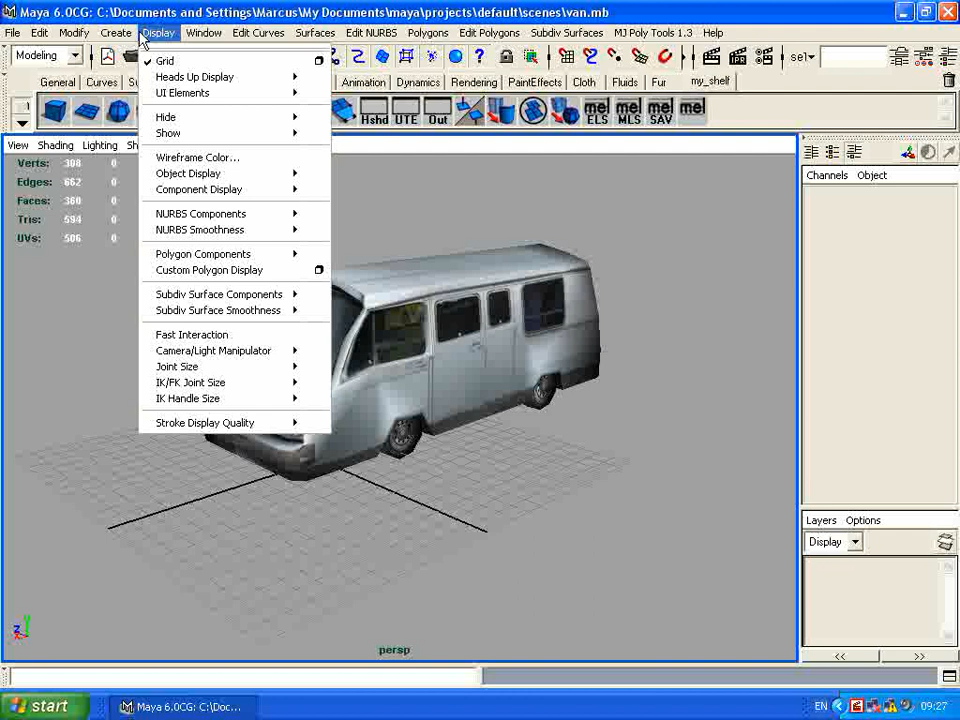 Maya 6.0CG: C:\Documents and Settings\Marcus\My Documents\maya\projects\default\scenes\van.mb
File Edit Modify Create Display Window Edit Curves Surfaces Edit NURBS Polygons Edit Polygons Subdiv Surfaces MJ Poly Tools 1.3 Help
Modeling sel
General Curves Animation Dynamics Rendering PaintEffects Cloth Fluids Fur my_shelf
Hshd UTE Out mel ELS mel MLS mel SAV mel
View Shading Lighting
Grid
Heads Up Display
UI Elements
Hide
Show
Wireframe Color...
Object Display
Component Display
NURBS Components
NURBS Smoothness
Polygon Components
Custom Polygon Display
Subdiv Surface Components
Subdiv Surface Smoothness
Fast Interaction
Camera/Light Manipulator
Joint Size
IK/FK Joint Size
IK Handle Size
Stroke Display Quality
Verts: 308 0
Edges: 662 0
Faces: 360 0
Tris: 594 0
UVs: 506 0
Channels Object
Layers Options
Display
<< >>
persp
start Maya 6.0CG: C:\Doc... EN 09:27